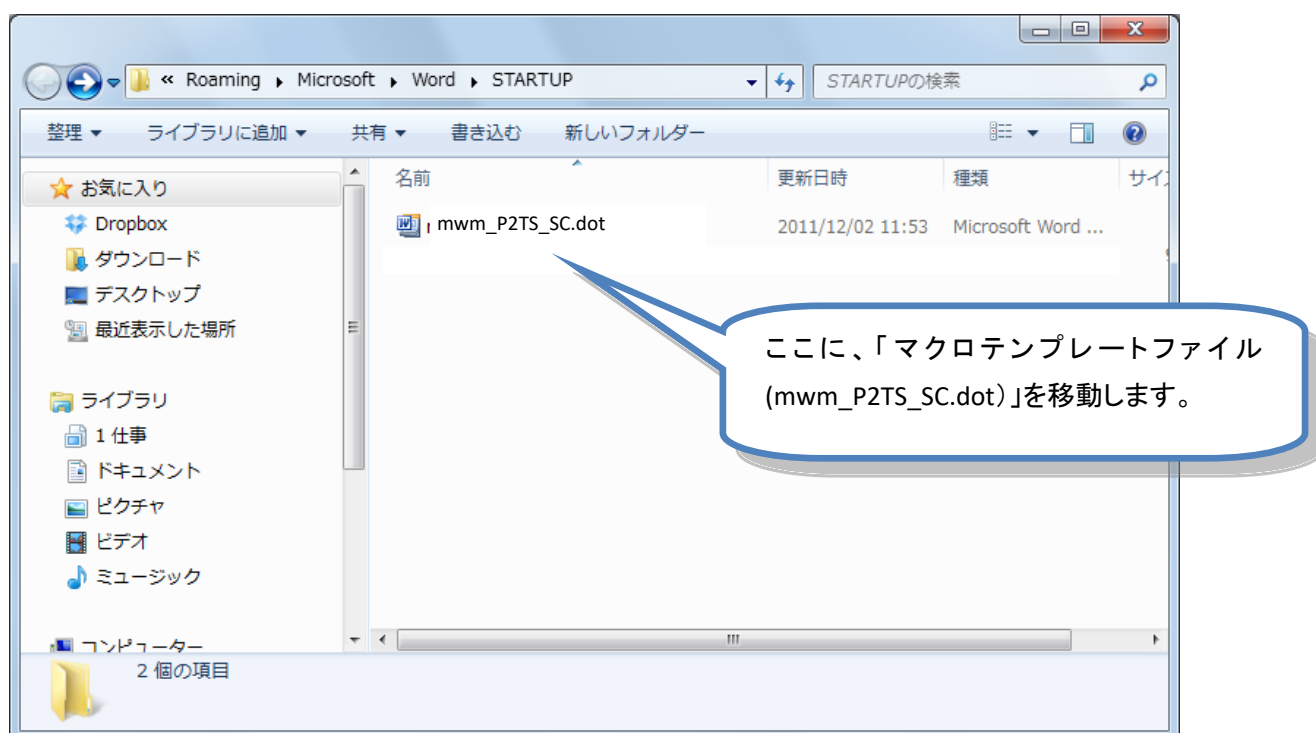 « Roaming ▸ Microsoft ▸ Word ▸ STARTUP
STARTUPの検索
整理 ライブラリに追加 共有 書き込む 新しいフォルダー
名前 更新日時 種類 サイ
お気に入り
Dropbox
ダウンロード
デスクトップ
最近表示した場所
ライブラリ
1 仕事
ドキュメント
ピクチャ
ビデオ
ミュージック
コンピューター
mwm_P2TS_SC.dot 2011/12/02 11:53 Microsoft Word ...
ここに、「マクロテンプレートファイル
(mwm_P2TS_SC.dot）」を移動します。
2 個の項目